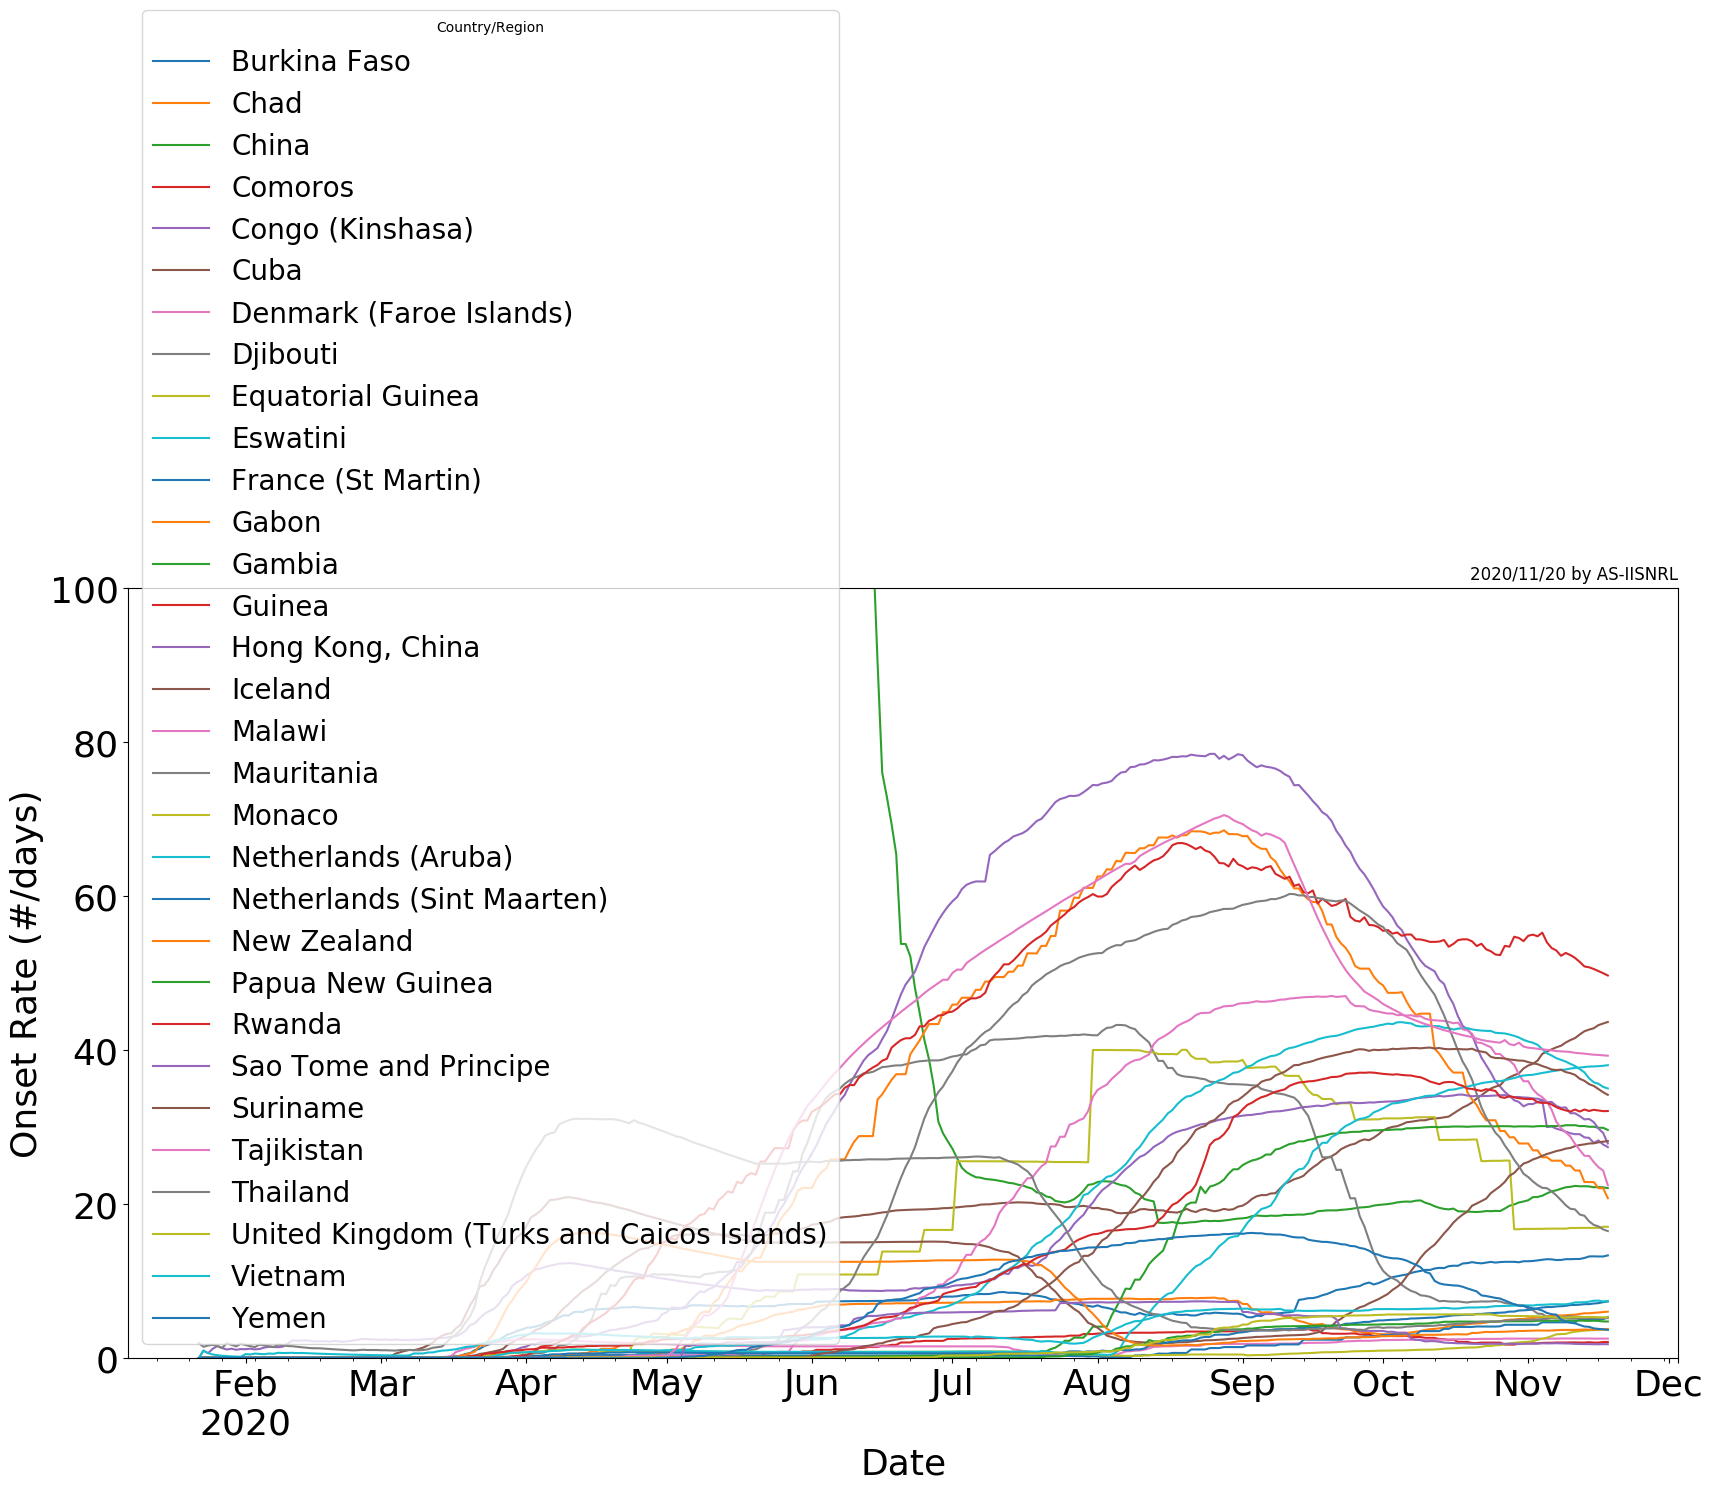 Country/Region
Burkina Faso
Chad
China
Comoros
Congo (Kinshasa)
Cuba
Denmark (Faroe Islands)
Djibouti
Equatorial Guinea
Eswatini
France (St Martin)
Gabon
Gambia
Guinea
Hong Kong, China
Iceland
Malawi
Mauritania
Monaco
Netherlands (Aruba)
Netherlands (Sint Maarten)
New Zealand
Papua New Guinea
Rwanda
Sao Tome and Principe
Suriname
Tajikistan
Thailand
United Kingdom (Turks and Caicos Islands)
Vietnam
Yemen
2020/11/20 by AS-IISNRL
100
80
60
40
20
0
Onset Rate (#/days)
Feb Mar Apr May Jun Jul Aug Sep Oct Nov Dec
2020
Date